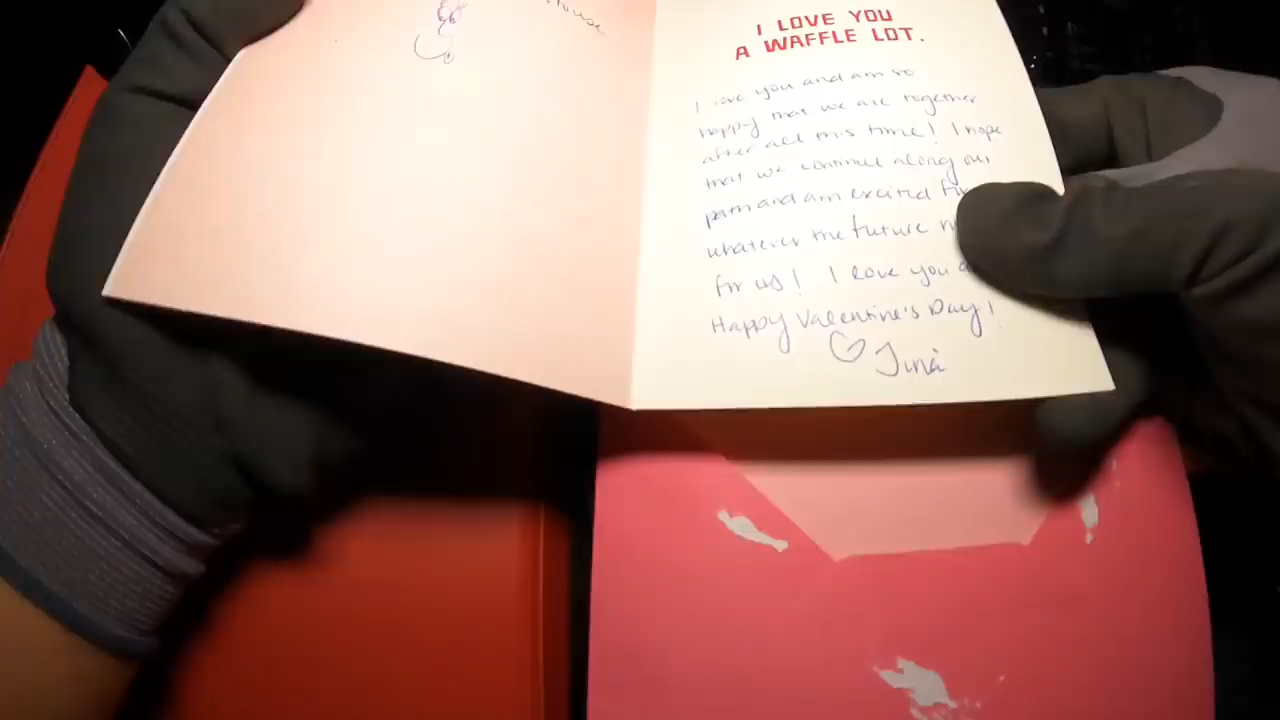 House
I LOVE YOU
A WAFFLE LOT.
I love you and am so
happy that we are together
after all this time! I hope
that we continue along our
path and am excited for
whatever the future
for us! I love you
Happy Valentine's Day!
♡ Tina